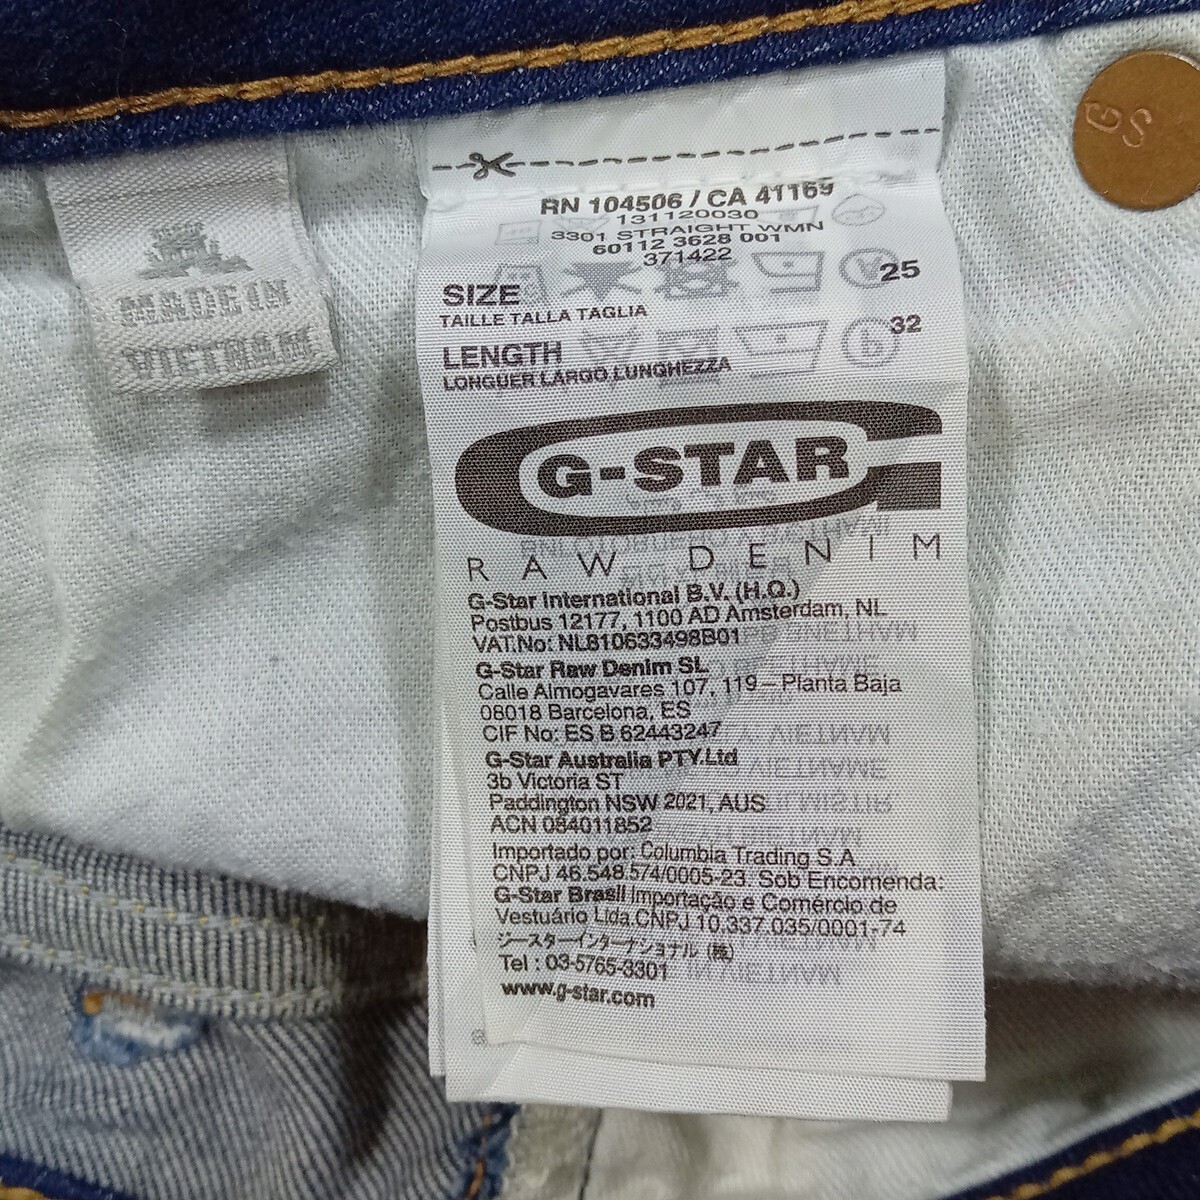 MADE IN
VIETNAM
GS
RN 104506 / CA 41169
131120030
3301 STRAIGHT WMN
60112 3628 001
371422
SIZE 25
TAILLE TALLA TAGLIA
LENGTH 32
LONGUER LARGO LUNGHEZZA
G-STAR
RAW DENIM
G-Star International B.V. (H.Q.)
Postbus 12177, 1100 AD Amsterdam, NL
VAT.No: NL810633498B01
G-Star Raw Denim SL
Calle Almogavares 107, 119 – Planta Baja
08018 Barcelona, ES
CIF No: ES B 62443247
G-Star Australia PTY.Ltd
3b Victoria ST
Paddington NSW 2021, AUS
ACN 084011852
Importado por: Columbia Trading S.A
CNPJ 46.548.574/0005-23. Sob Encomenda:
G-Star Brasil Importação e Comércio de
Vestuário Ltda.CNPJ 10.337.035/0001-74
ジースターインターナショナル (株)
Tel : 03-5765-3301
www.g-star.com